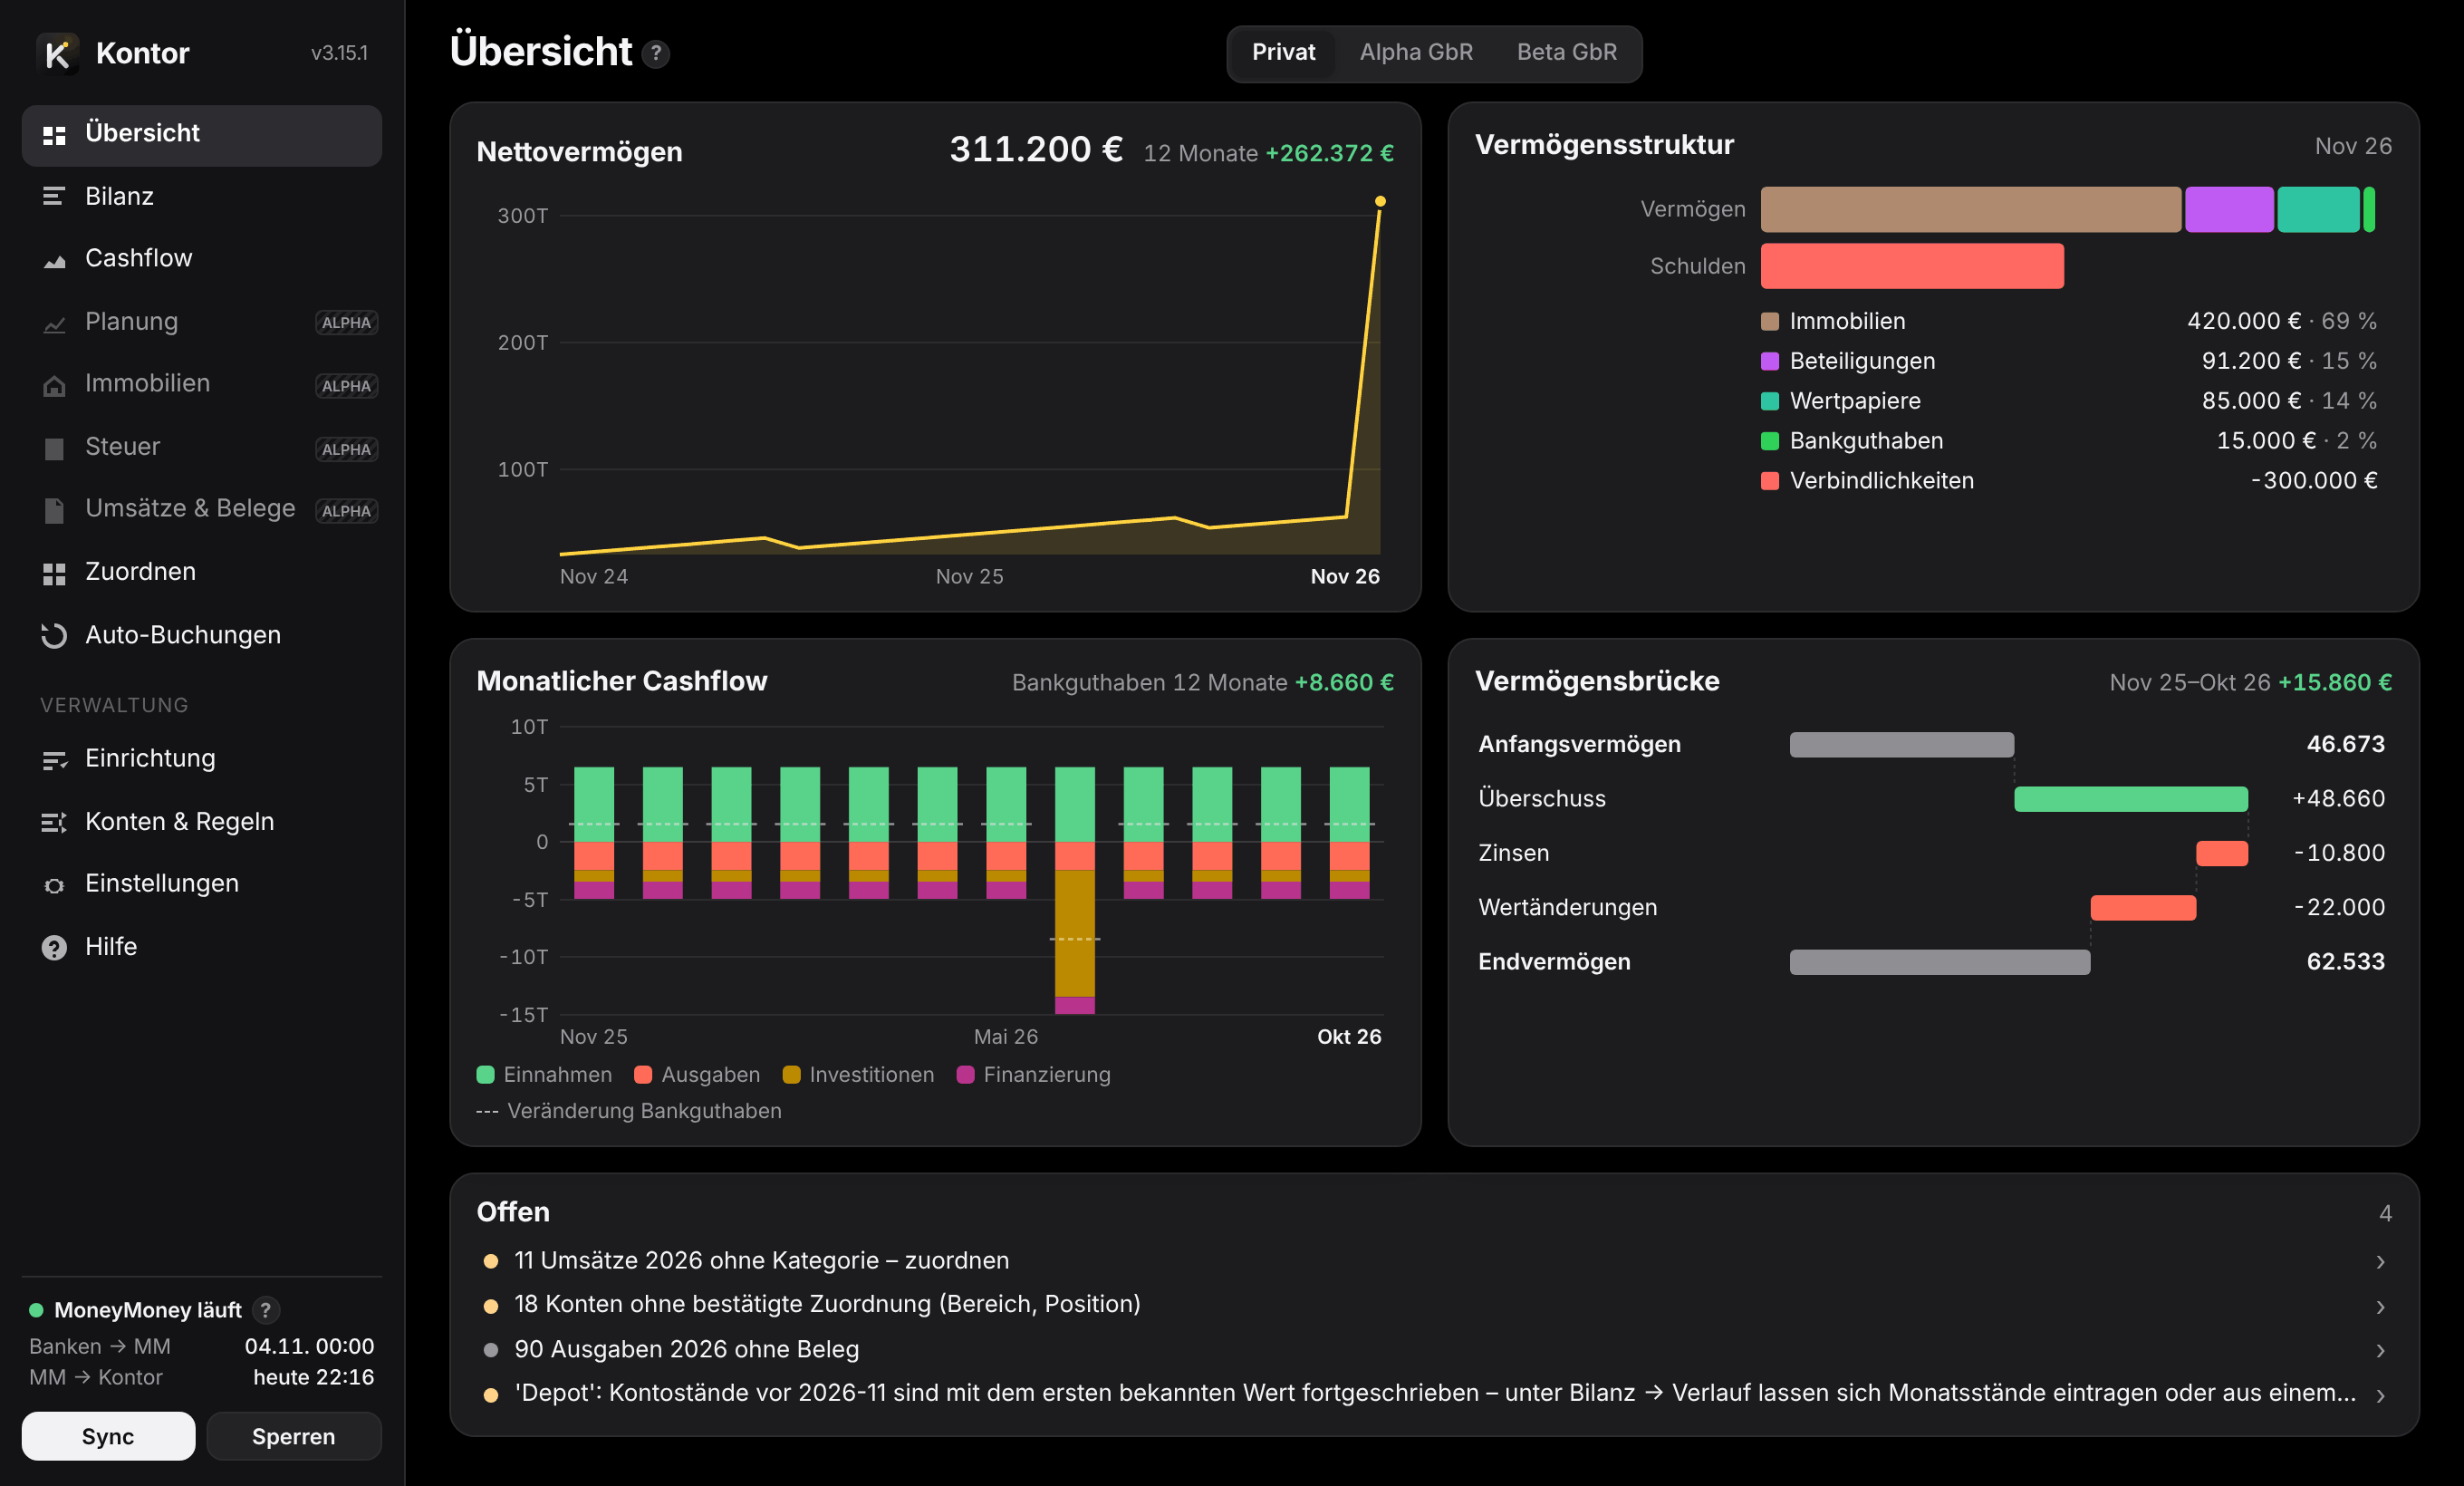 Kontor v3.15.1
Übersicht
Bilanz
Cashflow
Planung ALPHA
Immobilien ALPHA
Steuer ALPHA
Umsätze & Belege ALPHA
Zuordnen
Auto-Buchungen
VERWALTUNG
Einrichtung
Konten & Regeln
Einstellungen
? Hilfe
MoneyMoney läuft ?
Banken → MM 04.11. 00:00
MM → Kontor heute 22:16
Sync Sperren
Übersicht ?
Privat Alpha GbR Beta GbR
Nettovermögen 311.200 € 12 Monate +262.372 €
300T
200T
100T
Nov 24 Nov 25 Nov 26
Vermögensstruktur Nov 26
Vermögen
Schulden
Immobilien 420.000 € · 69 %
Beteiligungen 91.200 € · 15 %
Wertpapiere 85.000 € · 14 %
Bankguthaben 15.000 € · 2 %
Verbindlichkeiten -300.000 €
Monatlicher Cashflow Bankguthaben 12 Monate +8.660 €
10T
5T
0
-5T
-10T
-15T
Nov 25 Mai 26 Okt 26
Einnahmen Ausgaben Investitionen Finanzierung
--- Veränderung Bankguthaben
Vermögensbrücke Nov 25–Okt 26 +15.860 €
Anfangsvermögen 46.673
Überschuss +48.660
Zinsen -10.800
Wertänderungen -22.000
Endvermögen 62.533
Offen 4
11 Umsätze 2026 ohne Kategorie – zuordnen ›
18 Konten ohne bestätigte Zuordnung (Bereich, Position) ›
90 Ausgaben 2026 ohne Beleg ›
'Depot': Kontostände vor 2026-11 sind mit dem ersten bekannten Wert fortgeschrieben – unter Bilanz → Verlauf lassen sich Monatsstände eintragen oder aus einem... ›